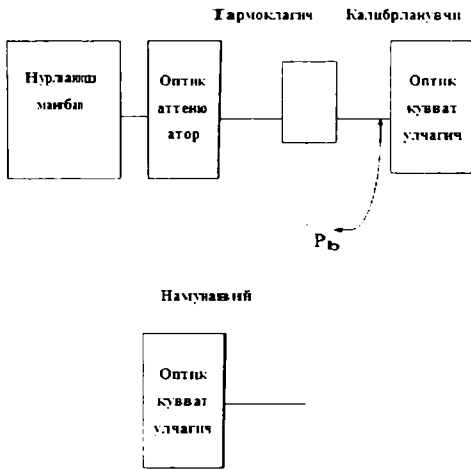 Тармоклагич Калибрланувчи
Нурланиш
манбаи
Оптик
аттеню
атор
Оптик
кувват
улчагич
Pb
Намунавий
Оптик
кувват
улчагич